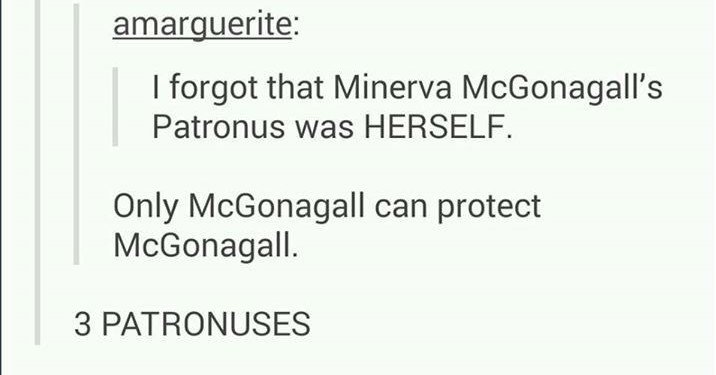 amarguerite:
I forgot that Minerva McGonagall's
Patronus was HERSELF.
Only McGonagall can protect
McGonagall.
3 PATRONUSES